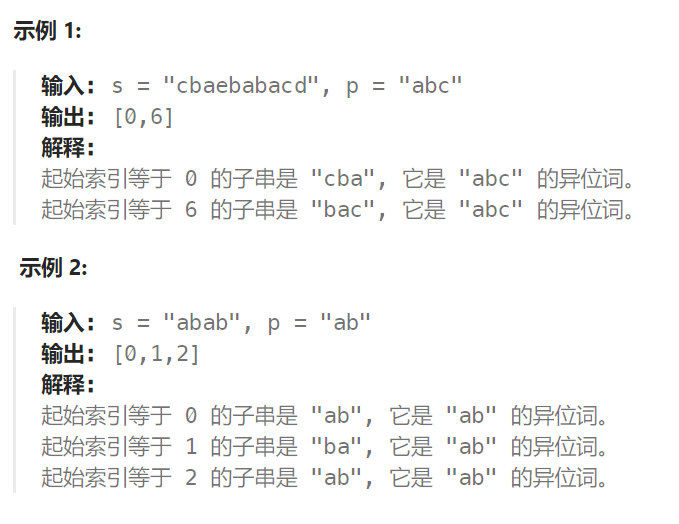 示例 1:
输入: s = "cbaebabacd", p = "abc"
输出: [0,6]
解释:
起始索引等于 0 的子串是 "cba", 它是 "abc" 的异位词。
起始索引等于 6 的子串是 "bac", 它是 "abc" 的异位词。
示例 2:
输入: s = "abab", p = "ab"
输出: [0,1,2]
解释:
起始索引等于 0 的子串是 "ab", 它是 "ab" 的异位词。
起始索引等于 1 的子串是 "ba", 它是 "ab" 的异位词。
起始索引等于 2 的子串是 "ab", 它是 "ab" 的异位词。